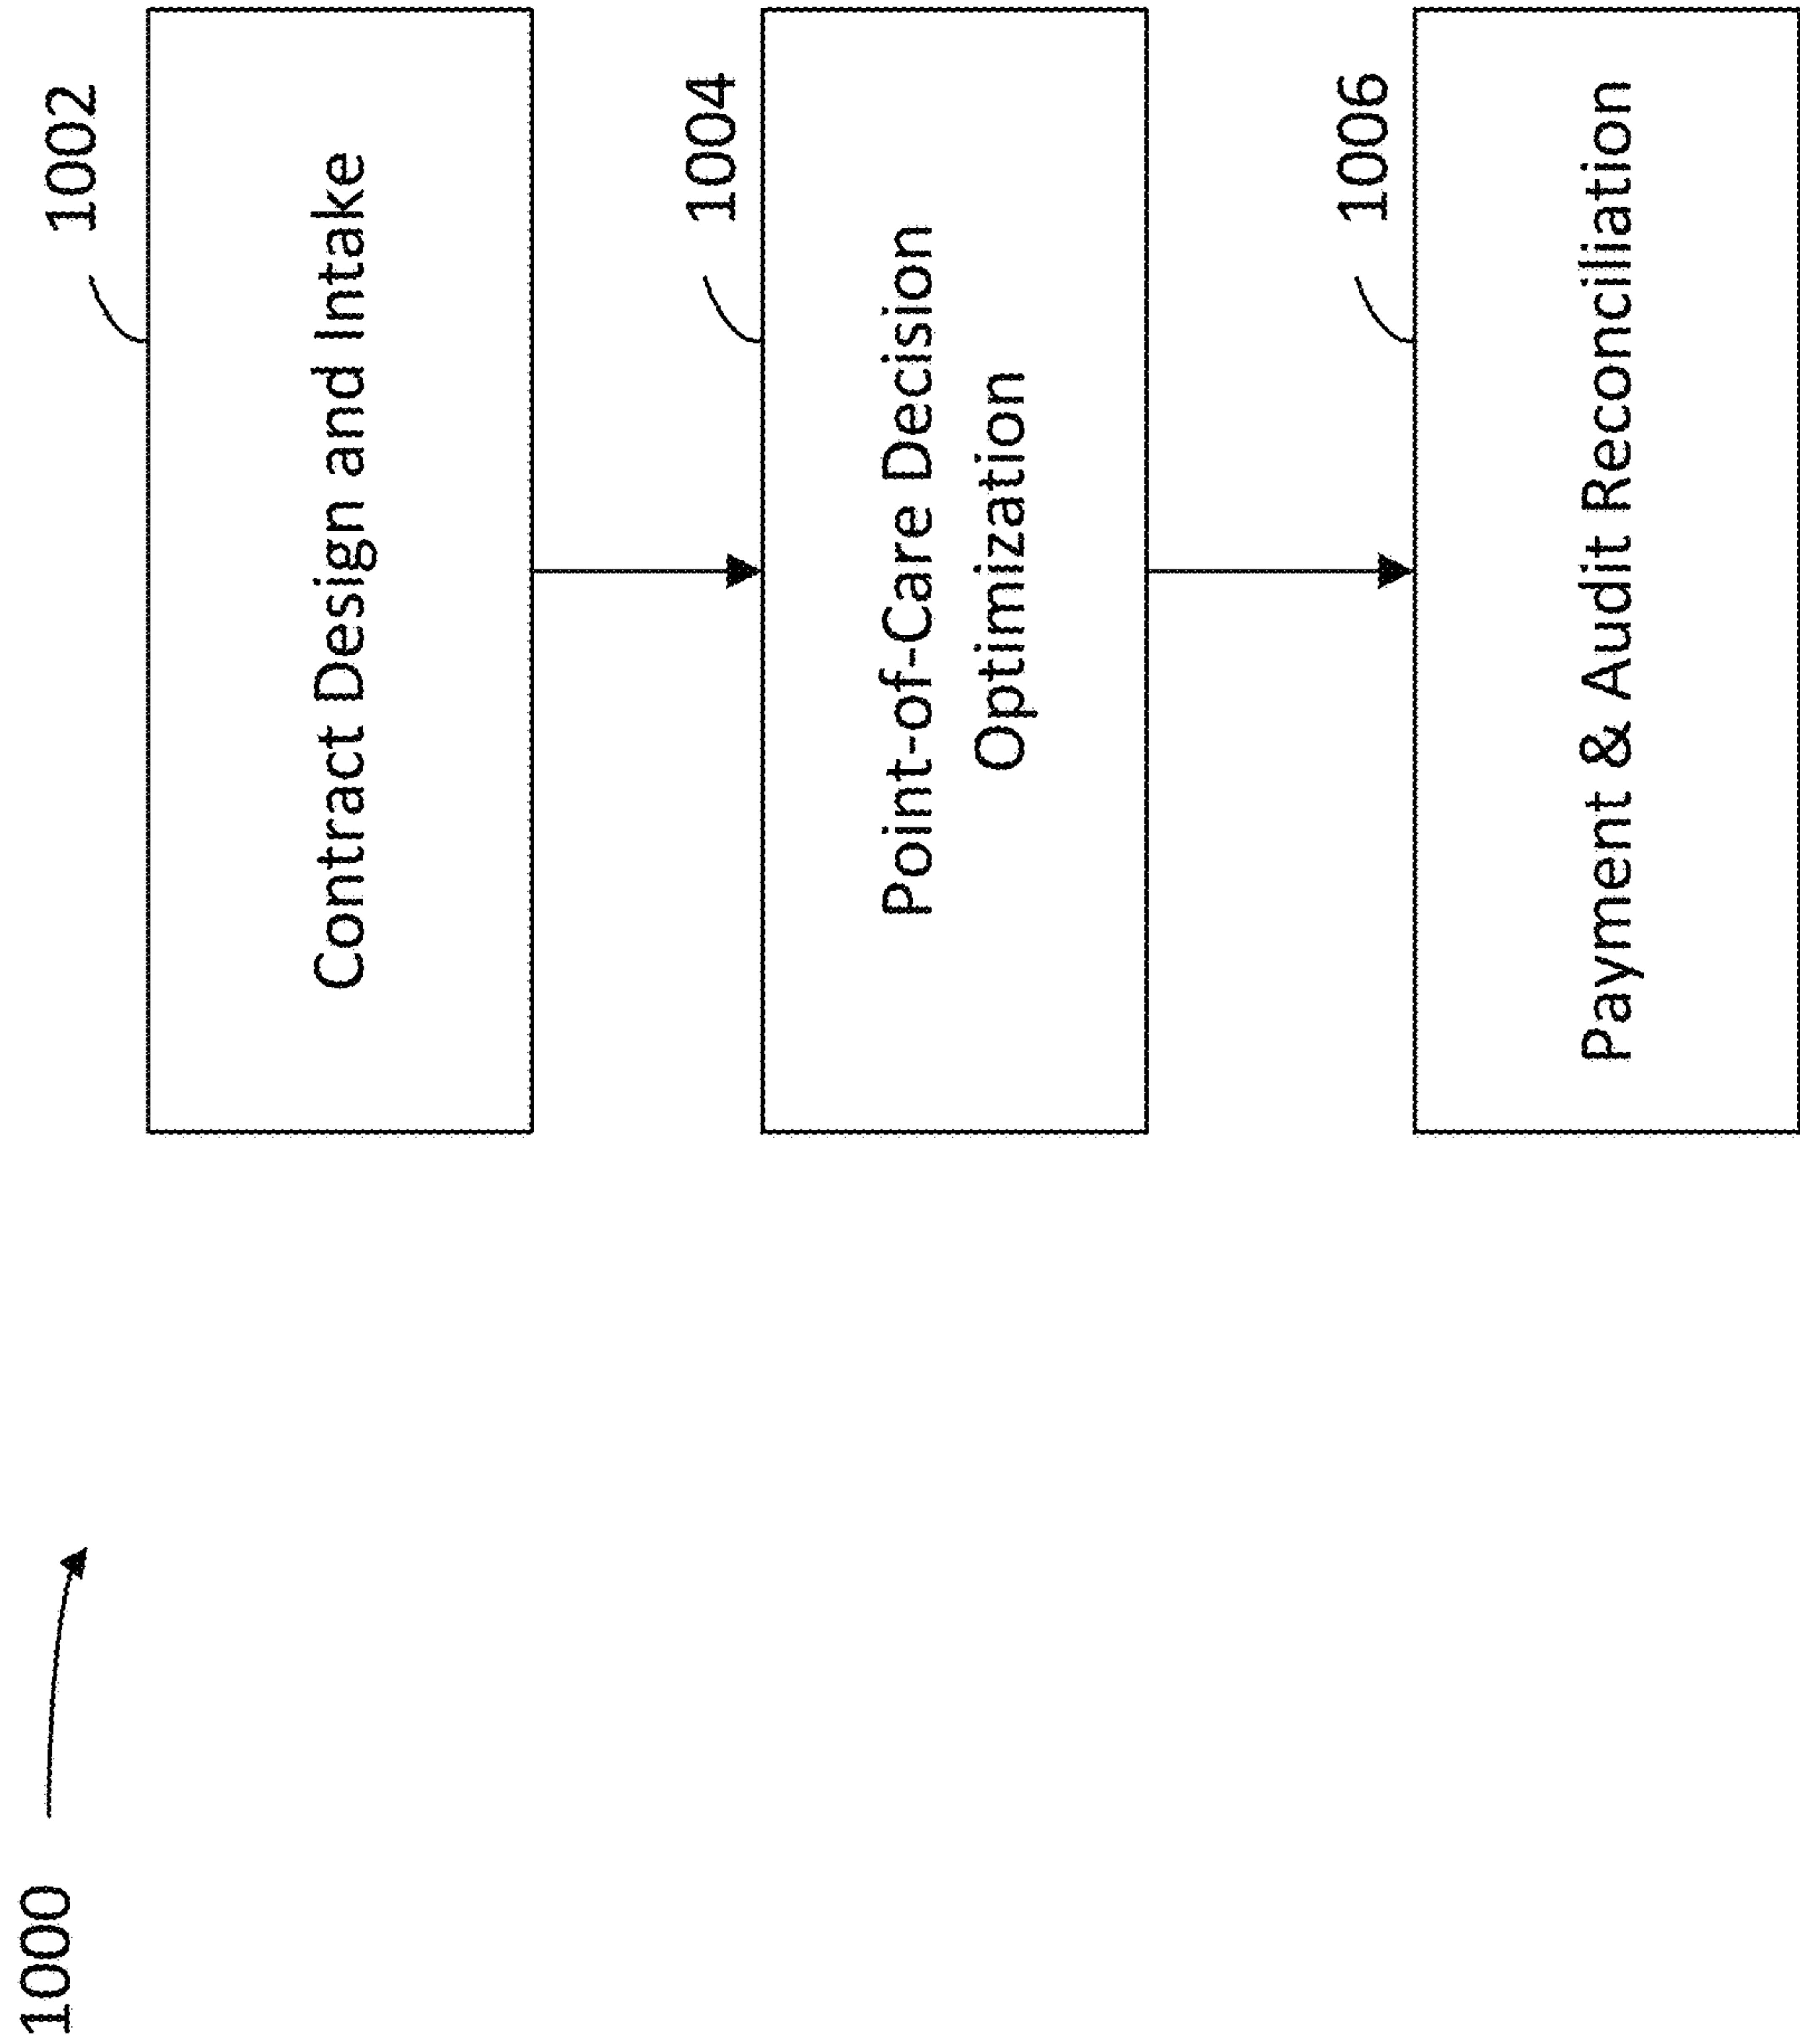 1000
1002
Contract Design and Intake
1004
Point-of-Care Decision
Optimization
1006
Payment & Audit Reconciliation